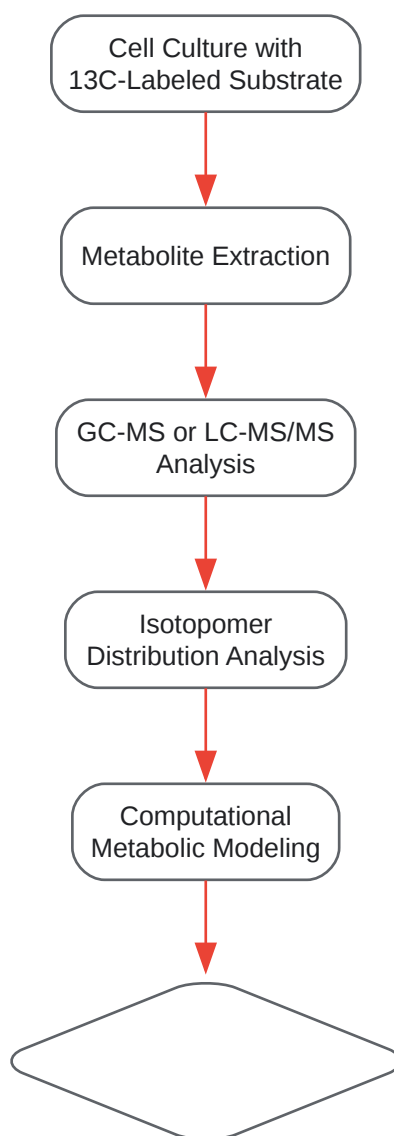 Cell Culture with
13C-Labeled Substrate
Metabolite Extraction
GC-MS or LC-MS/MS
Analysis
Isotopomer
Distribution Analysis
Computational
Metabolic Modeling